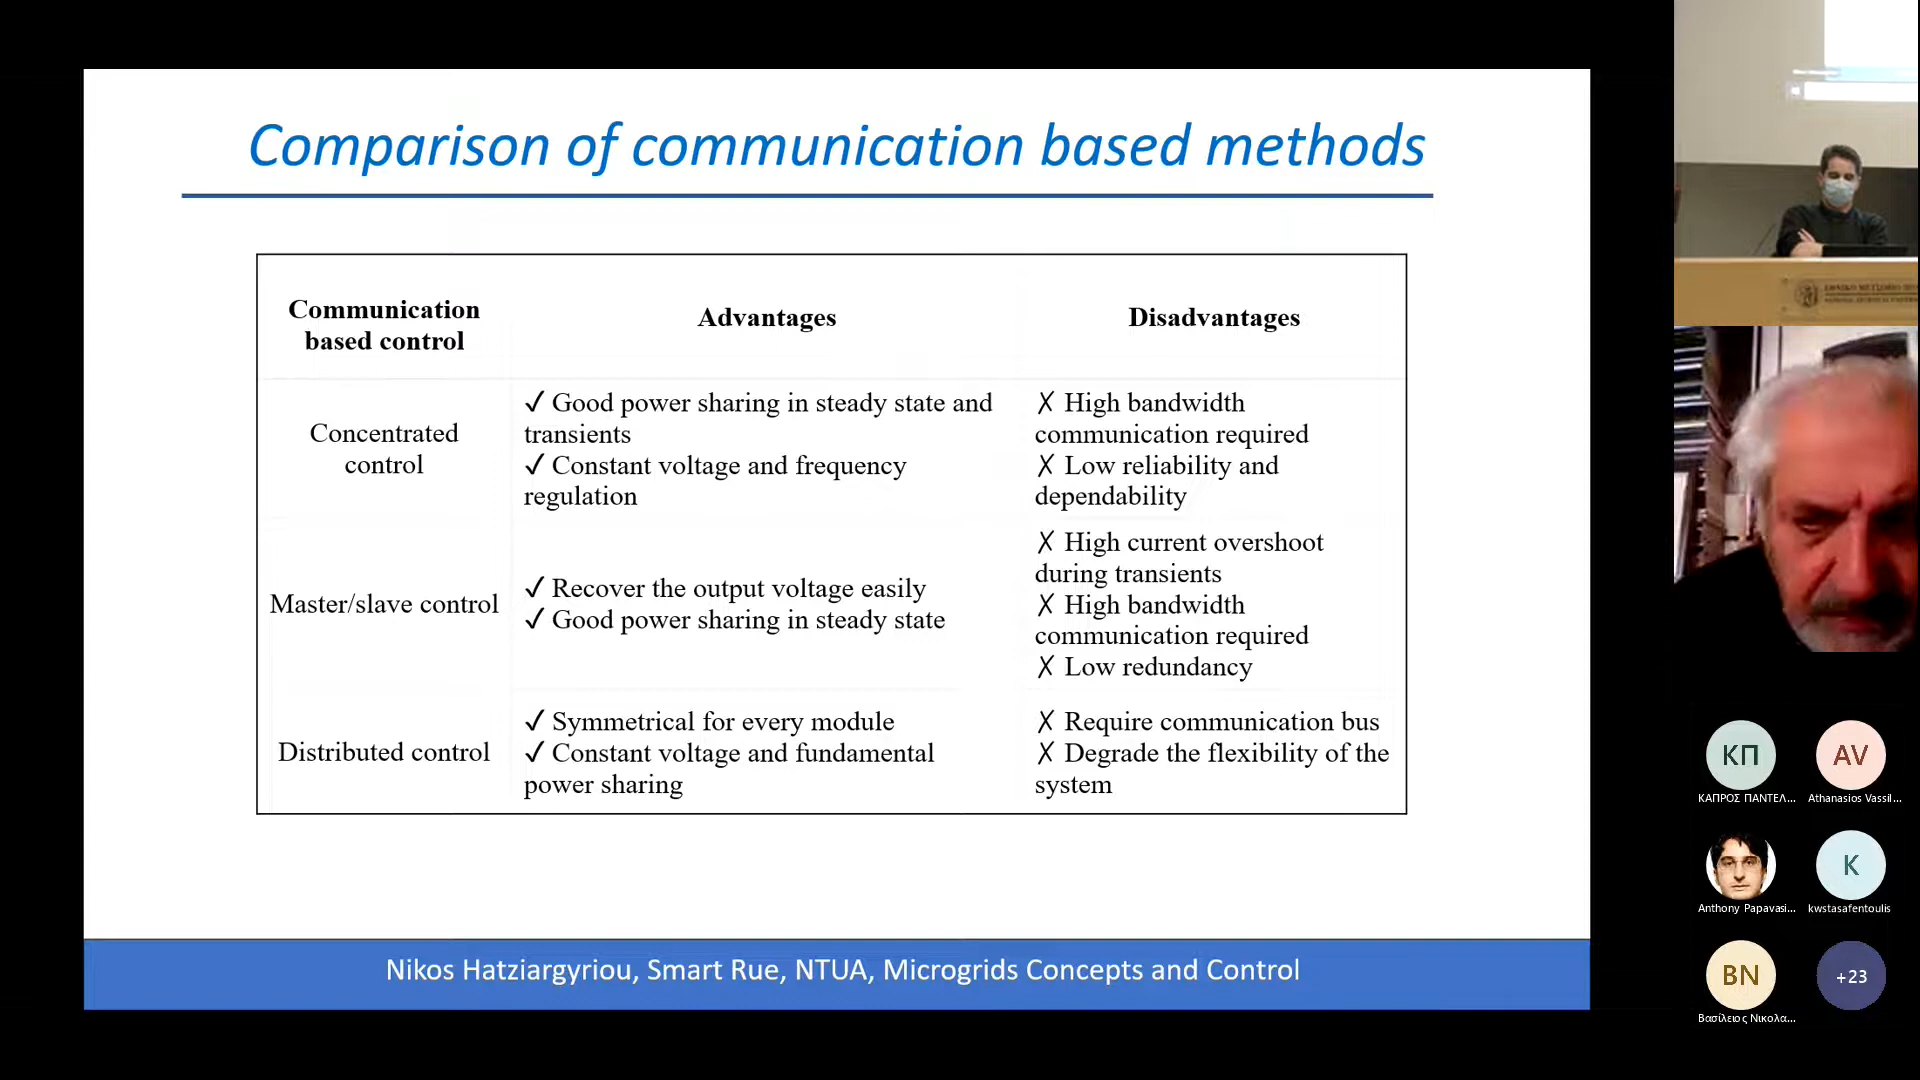 Comparison of communication based methods
Communication
based control
Advantages
Disadvantages
Concentrated
control
✓ Good power sharing in steady state and
transients
✓ Constant voltage and frequency
regulation
✗ High bandwidth
communication required
✗ Low reliability and
dependability
Master/slave control
✓ Recover the output voltage easily
✓ Good power sharing in steady state
✗ High current overshoot
during transients
✗ High bandwidth
communication required
✗ Low redundancy
Distributed control
✓ Symmetrical for every module
✓ Constant voltage and fundamental
power sharing
✗ Require communication bus
✗ Degrade the flexibility of the
system
Nikos Hatziargyriou, Smart Rue, NTUA, Microgrids Concepts and Control
ΚΠ
ΚΑΠΡΟΣ ΠΑΝΤΕΛ...
AV
Athanasios Vassil...
Anthony Papavasi...
K
kwstasafentoulis
BN
Βασίλειος Νικολα...
+23